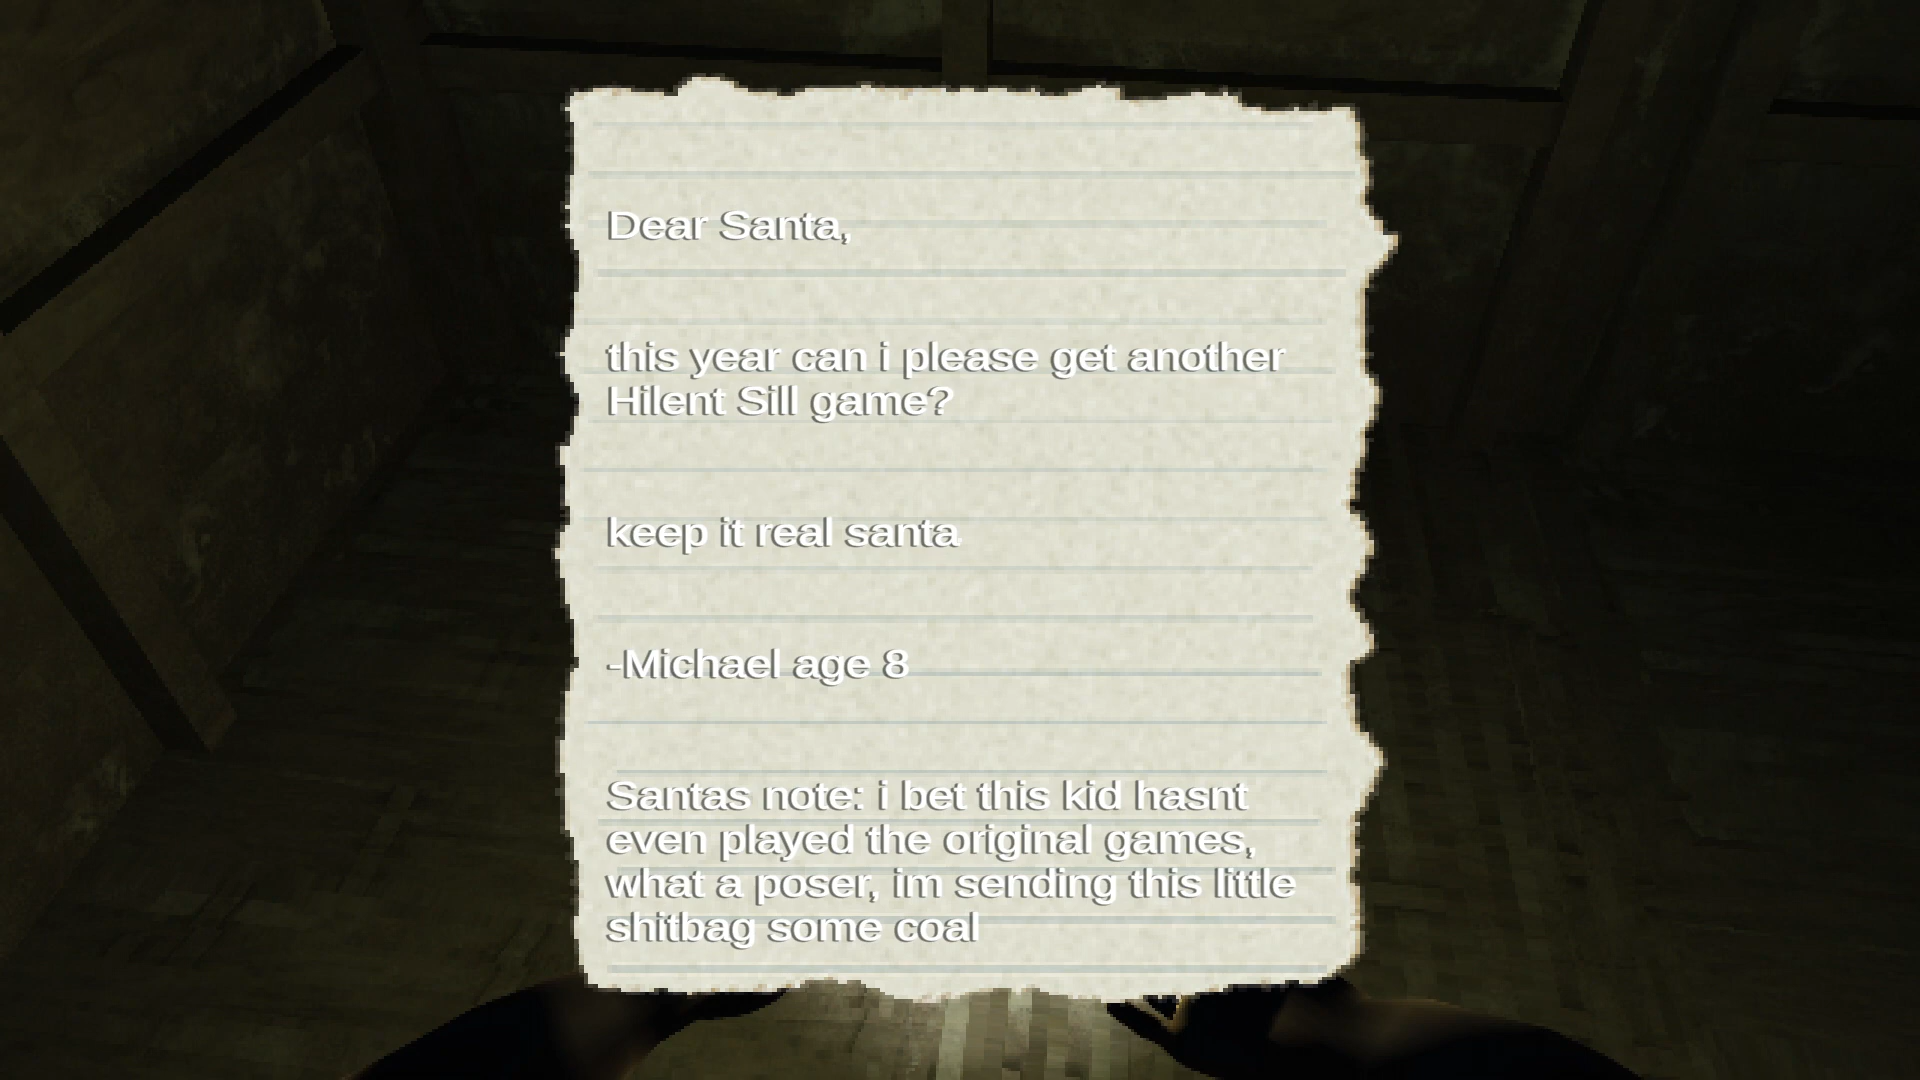 Dear Santa,
this year can i please get another
Hilent Sill game?
keep it real santa
-Michael age 8
Santas note: i bet this kid hasnt
even played the original games,
what a poser, im sending this little
shitbag some coal